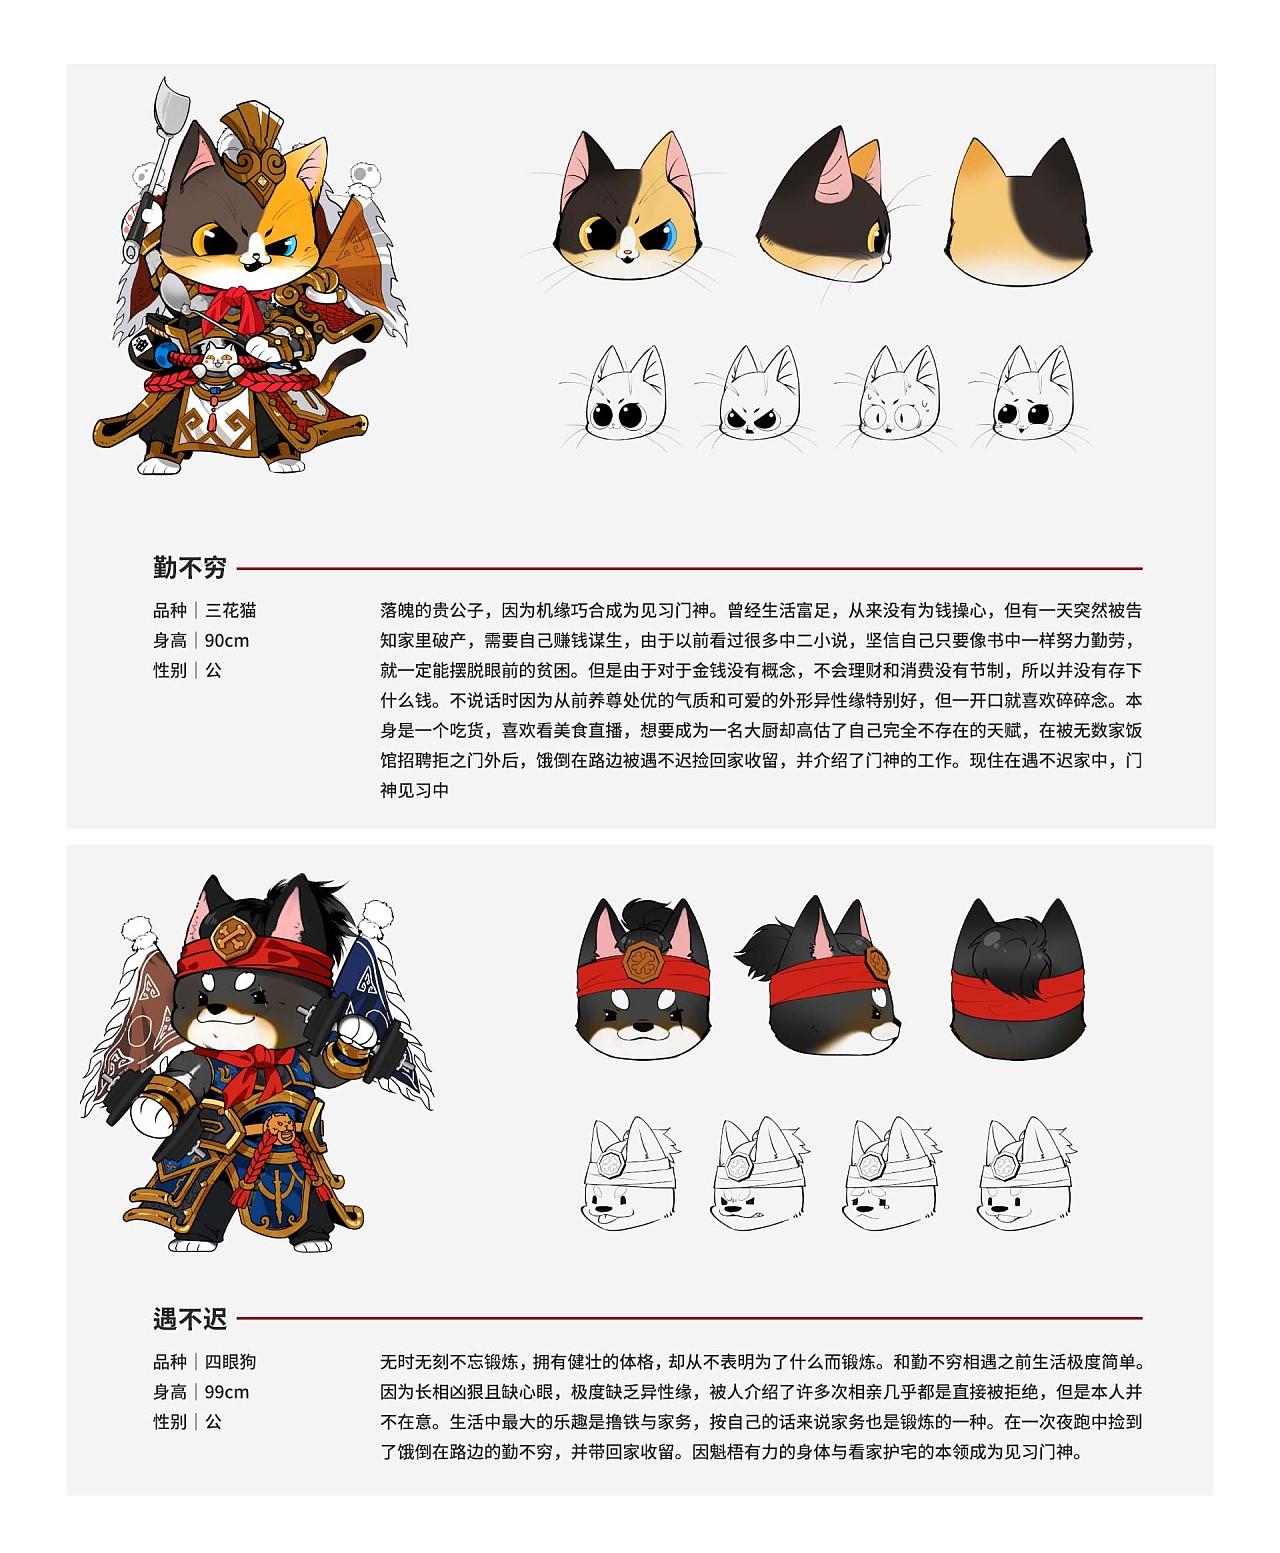 勤不穷
品种｜三花猫
身高｜90cm
性别｜公
落魄的贵公子，因为机缘巧合成为见习门神。曾经生活富足，从来没有为钱操心，但有一天突然被告
知家里破产，需要自己赚钱谋生，由于以前看过很多中二小说，坚信自己只要像书中一样努力勤劳，
就一定能摆脱眼前的贫困。但是由于对于金钱没有概念，不会理财和消费没有节制，所以并没有存下
什么钱。不说话时因为从前养尊处优的气质和可爱的外形异性缘特别好，但一开口就喜欢碎碎念。本
身是一个吃货，喜欢看美食直播，想要成为一名大厨却高估了自己完全不存在的天赋，在被无数家饭
馆招聘拒之门外后，饿倒在路边被遇不迟捡回家收留，并介绍了门神的工作。现住在遇不迟家中，门
神见习中
遇不迟
品种｜四眼狗
身高｜99cm
性别｜公
无时无刻不忘锻炼，拥有健壮的体格，却从不表明为了什么而锻炼。和勤不穷相遇之前生活极度简单。
因为长相凶狠且缺心眼，极度缺乏异性缘，被人介绍了许多次相亲几乎都是直接被拒绝，但是本人并
不在意。生活中最大的乐趣是撸铁与家务，按自己的话来说家务也是锻炼的一种。在一次夜跑中捡到
了饿倒在路边的勤不穷，并带回家收留。因魁梧有力的身体与看家护宅的本领成为见习门神。